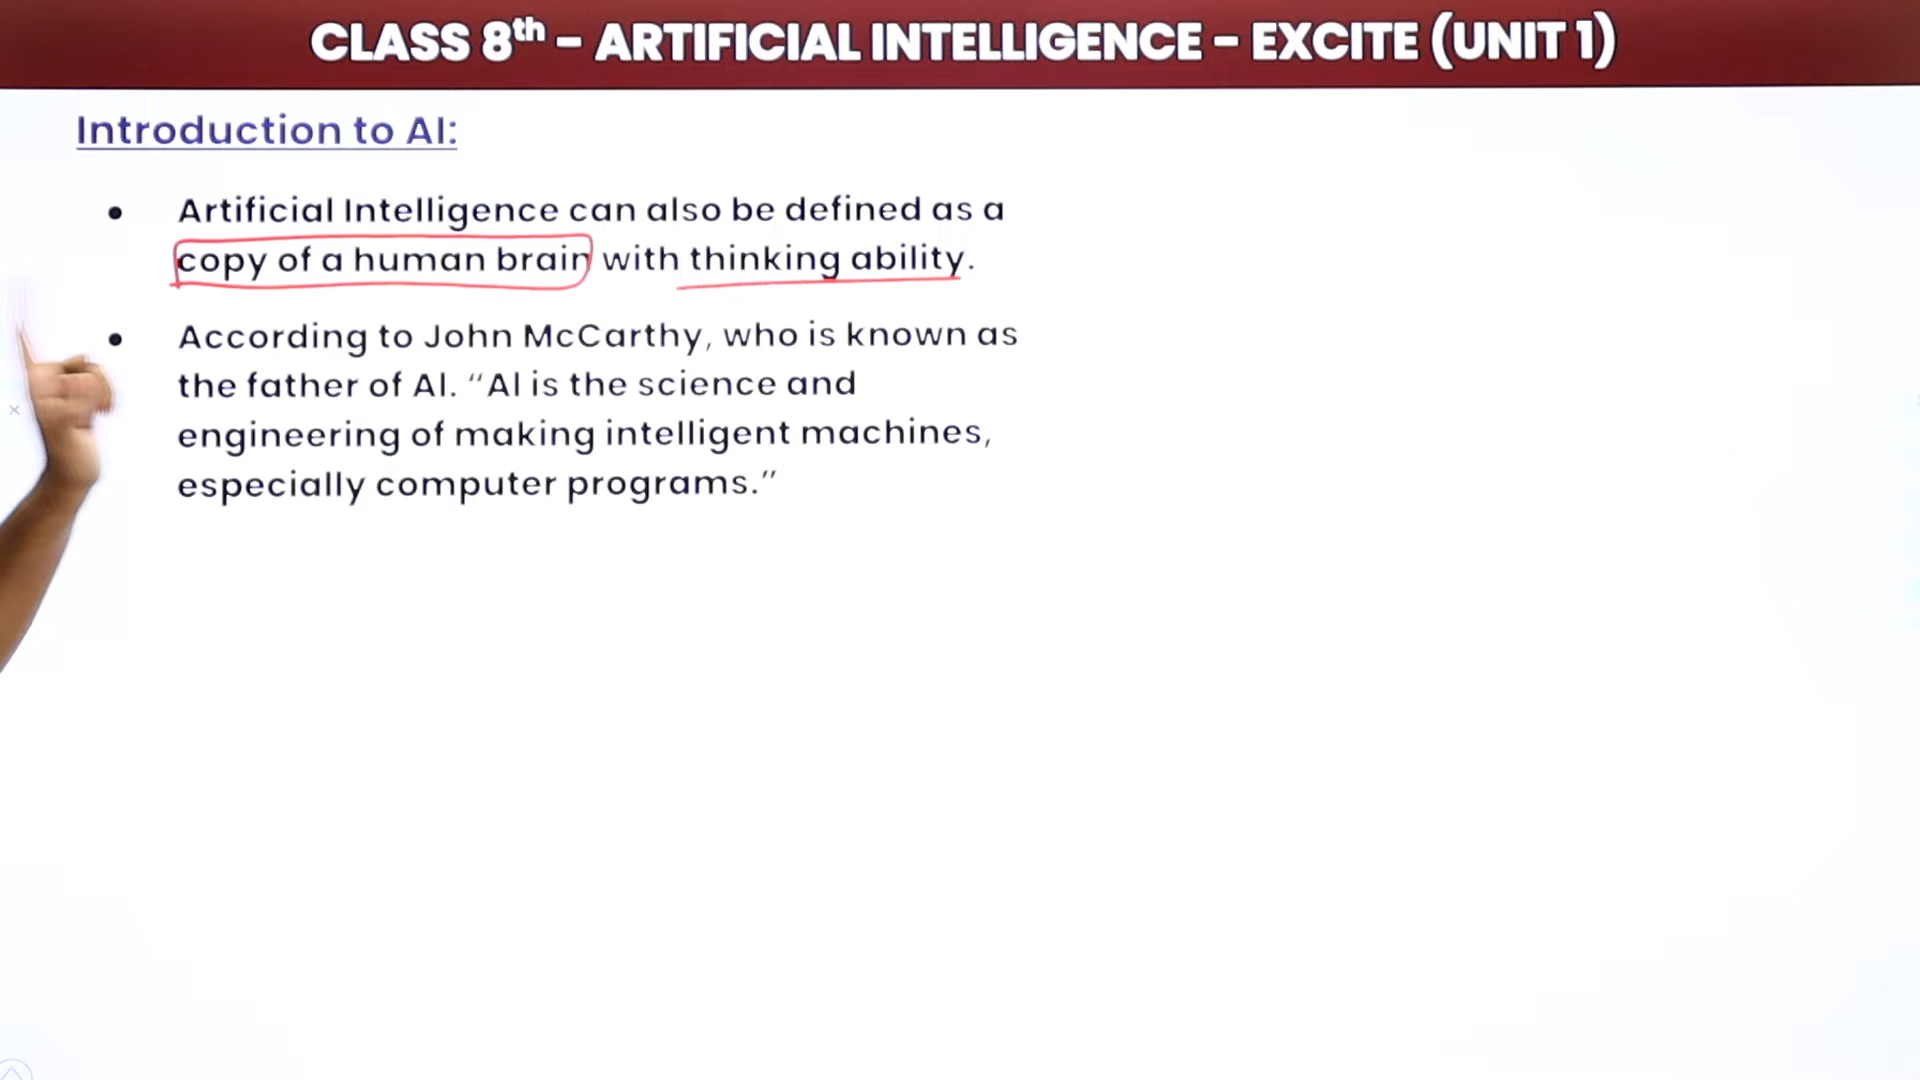 CLASS 8th – ARTIFICIAL INTELLIGENCE – EXCITE (UNIT 1)
Introduction to AI:
• Artificial Intelligence can also be defined as a
copy of a human brain with thinking ability.
• According to John McCarthy, who is known as
the father of AI. “AI is the science and
engineering of making intelligent machines,
especially computer programs.”